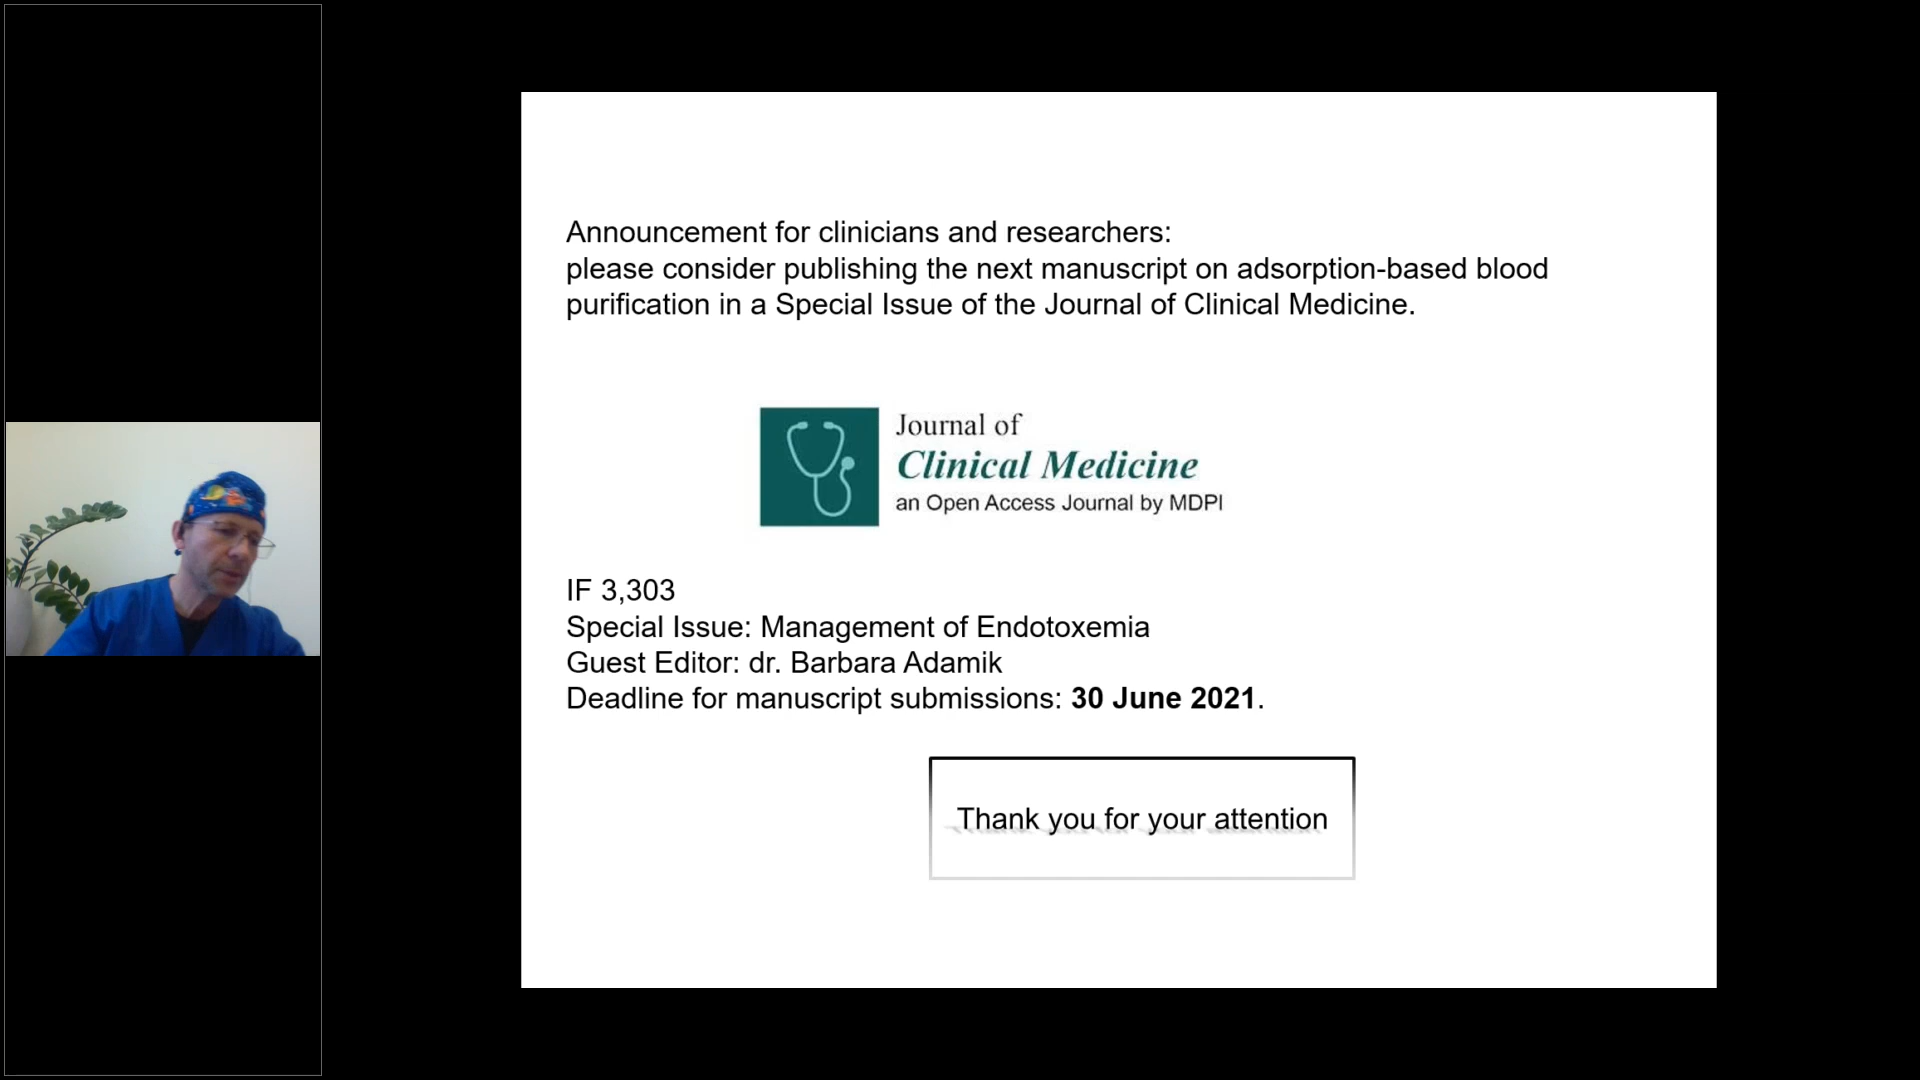 Announcement for clinicians and researchers:
please consider publishing the next manuscript on adsorption-based blood
purification in a Special Issue of the Journal of Clinical Medicine.
Journal of
Clinical Medicine
an Open Access Journal by MDPI
IF 3,303
Special Issue: Management of Endotoxemia
Guest Editor: dr. Barbara Adamik
Deadline for manuscript submissions: 30 June 2021.
Thank you for your attention